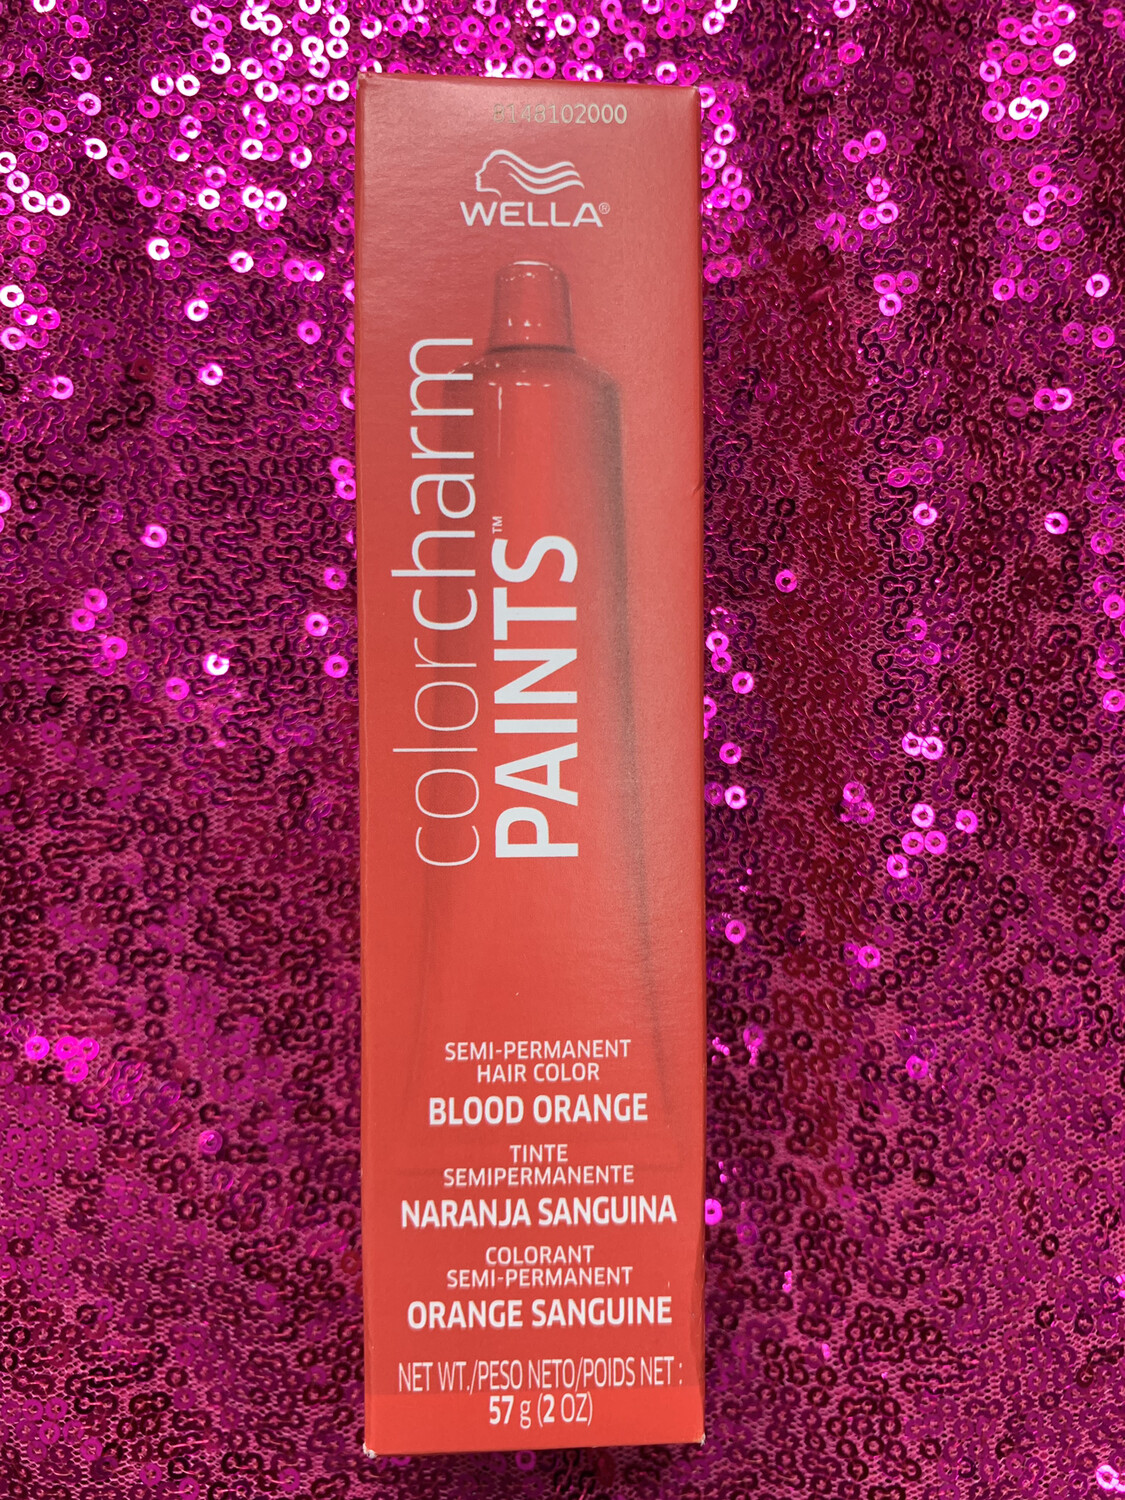 8148102000
WELLA®
colorcharm
PAINTS™
SEMI-PERMANENT
HAIR COLOR
BLOOD ORANGE
TINTE
SEMIPERMANENTE
NARANJA SANGUINA
COLORANT
SEMI-PERMANENT
ORANGE SANGUINE
NET WT./PESO NETO/POIDS NET :
57 g (2 OZ)